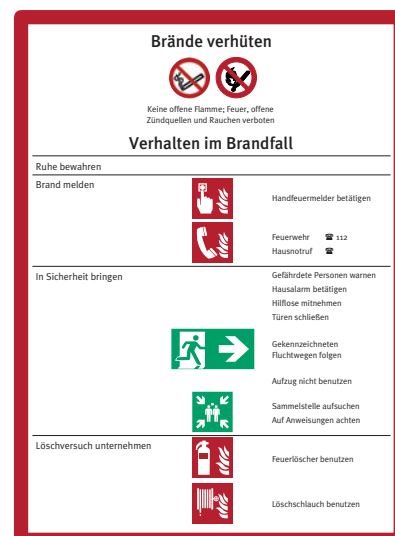 Brände verhüten
Keine offene Flamme; Feuer, offene
Zündquellen und Rauchen verboten
Verhalten im Brandfall
Ruhe bewahren
Brand melden
Handfeuermelder betätigen
Feuerwehr ☎ 112
Hausnotruf ☎
In Sicherheit bringen
Gefährdete Personen warnen
Hausalarm betätigen
Hilflose mitnehmen
Türen schließen
Gekennzeichneten
Fluchtwegen folgen
Aufzug nicht benutzen
Sammelstelle aufsuchen
Auf Anweisungen achten
Löschversuch unternehmen
Feuerlöscher benutzen
Löschschlauch benutzen